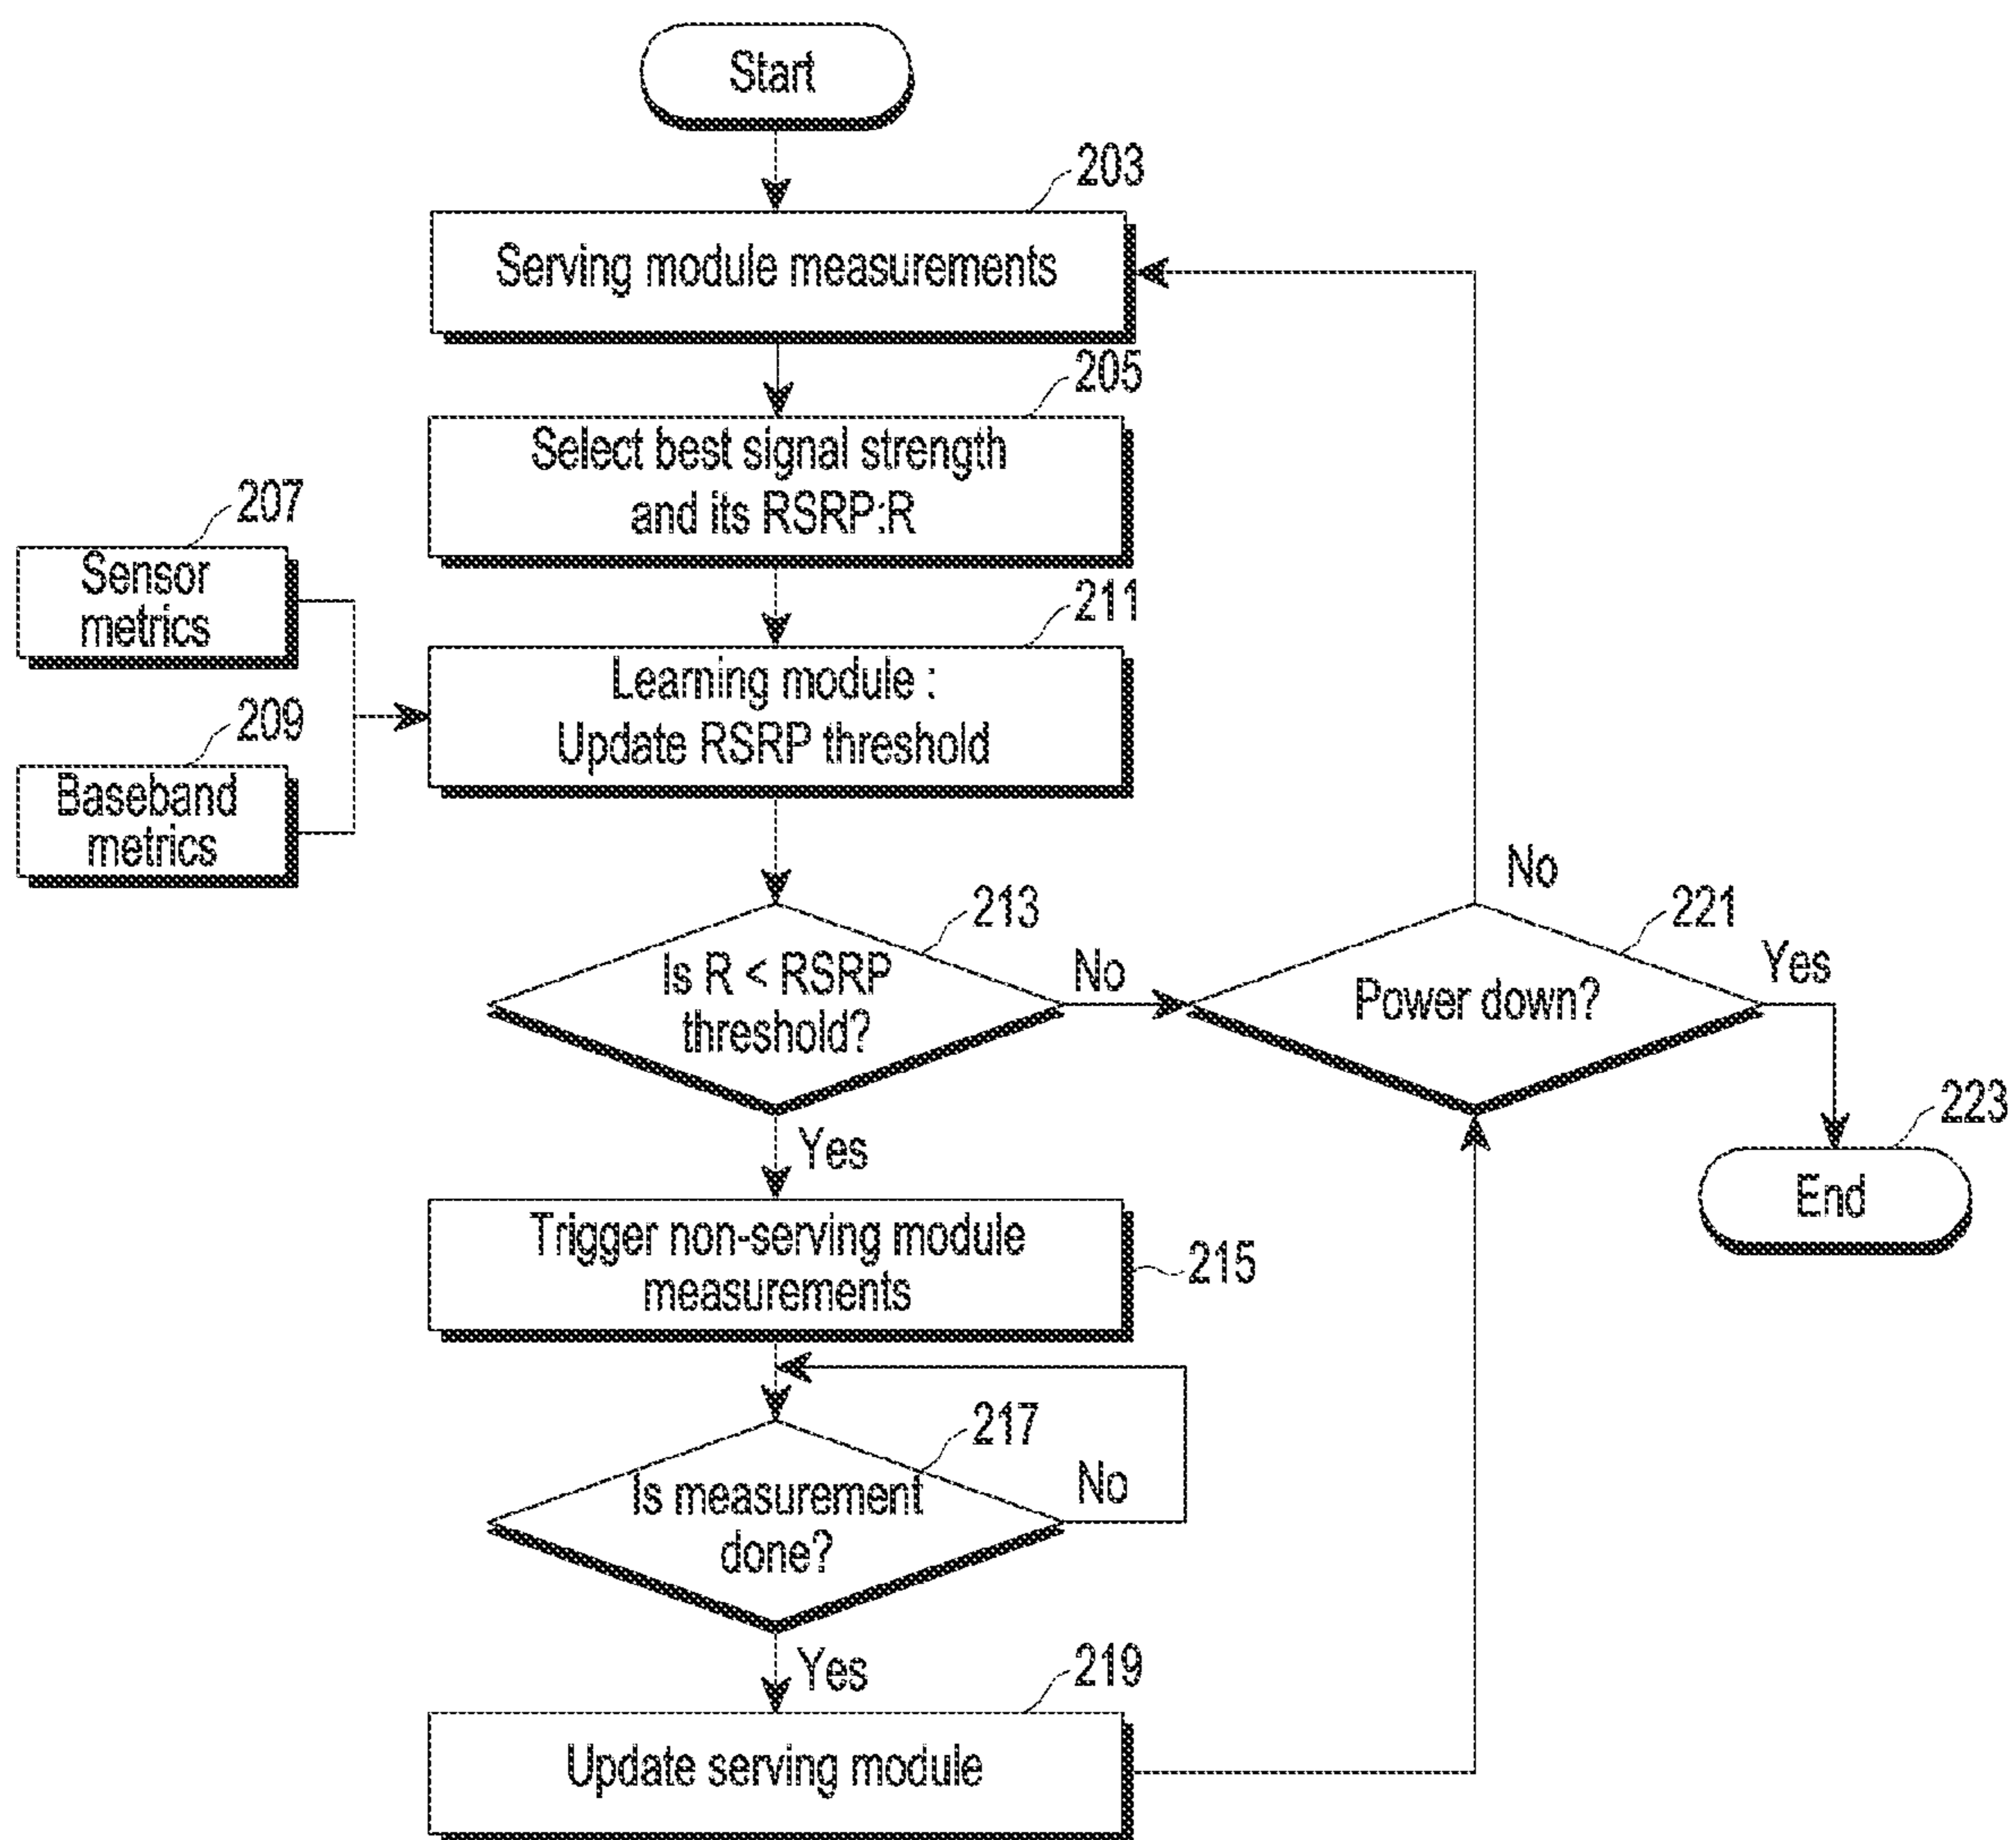 Start
203
Serving module measurements
205
Select best signal strength
and its RSRP:R
207
Sensor
metrics
209
Baseband
metrics
211
Learning module :
Update RSRP threshold
213
Is R < RSRP
threshold?
No
Yes
221
Power down?
No
Yes
223
End
Trigger non-serving module
measurements
215
217
Is measurement
done?
No
Yes
219
Update serving module